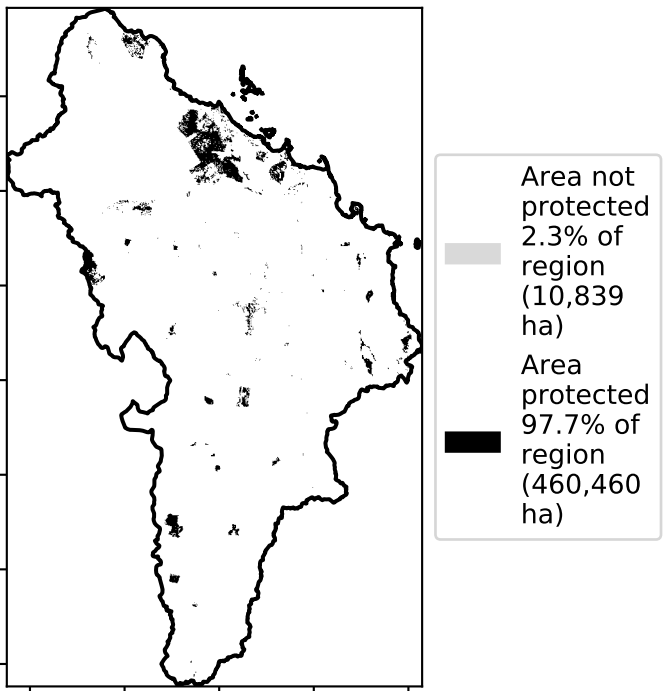 Area not
protected
2.3% of
region
(10,839
ha)
Area
protected
97.7% of
region
(460,460
ha)